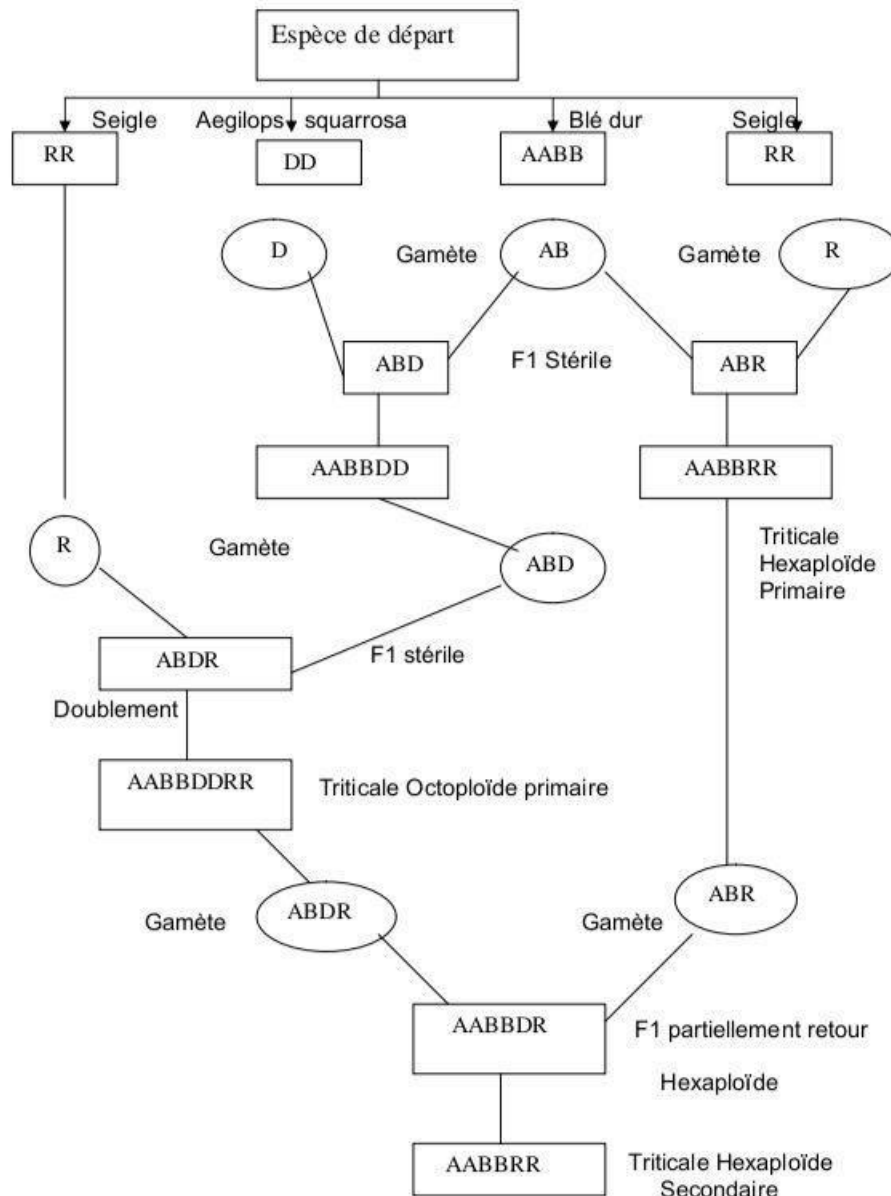 Espèce de départ
Seigle
Aegilops squarrosa
Blé dur
Seigle
RR
DD
AABB
RR
D
Gamète
AB
Gamète
R
ABD
F1 Stérile
ABR
AABBDD
AABBRR
R
Gamète
ABD
Triticale
Hexaploïde
Primaire
ABDR
F1 stérile
Doublement
AABBDDRR
Triticale Octoploïde primaire
Gamète
ABDR
Gamète
ABR
AABBDR
F1 partiellement retour
Hexaploïde
AABBRR
Triticale Hexaploïde
Secondaire